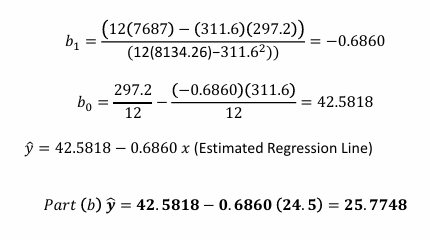 b₁ = (12(7687) − (311.6)(297.2)) / (12(8134.26)−311.6²)) = −0.6860
b₀ = 297.2/12 − (−0.6860)(311.6)/12 = 42.5818
ŷ = 42.5818 − 0.6860 x (Estimated Regression Line)
Part (b) ŷ = 42.5818 − 0.6860 (24.5) = 25.7748